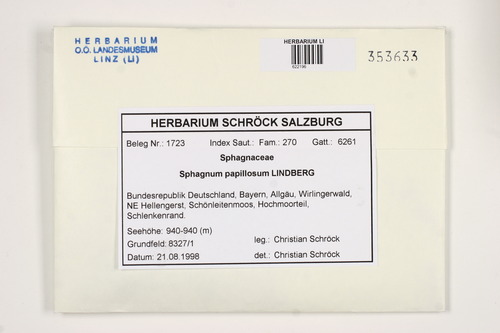 HERBARIUM
O.Ö. LANDESMUSEUM
LINZ (LI)
HERBARIUM LI
622196
353633
HERBARIUM SCHRÖCK SALZBURG
Beleg Nr.: 1723 Index Saut.: Fam.: 270 Gatt.: 6261
Sphagnaceae
Sphagnum papillosum LINDBERG
Bundesrepublik Deutschland, Bayern, Allgäu, Wirlingerwald,
NE Hellengerst, Schönleitenmoos, Hochmoorteil,
Schlenkenrand.
Seehöhe: 940-940 (m)
Grundfeld: 8327/1 leg.: Christian Schröck
Datum: 21.08.1998 det.: Christian Schröck